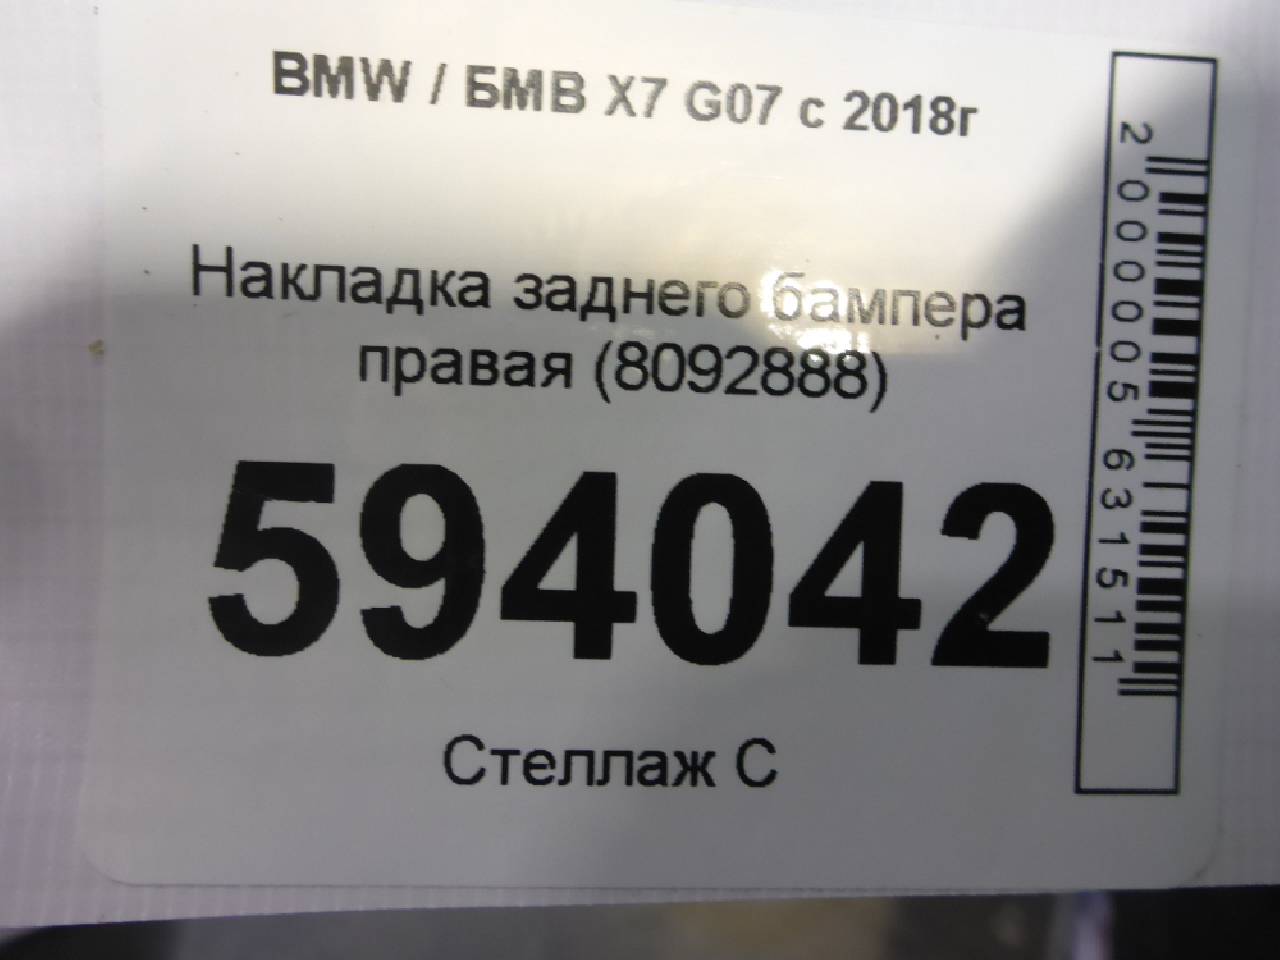 BMW / БМВ X7 G07 с 2018г
Накладка заднего бампера
правая (8092888)
594042
Стеллаж С
2000005631511